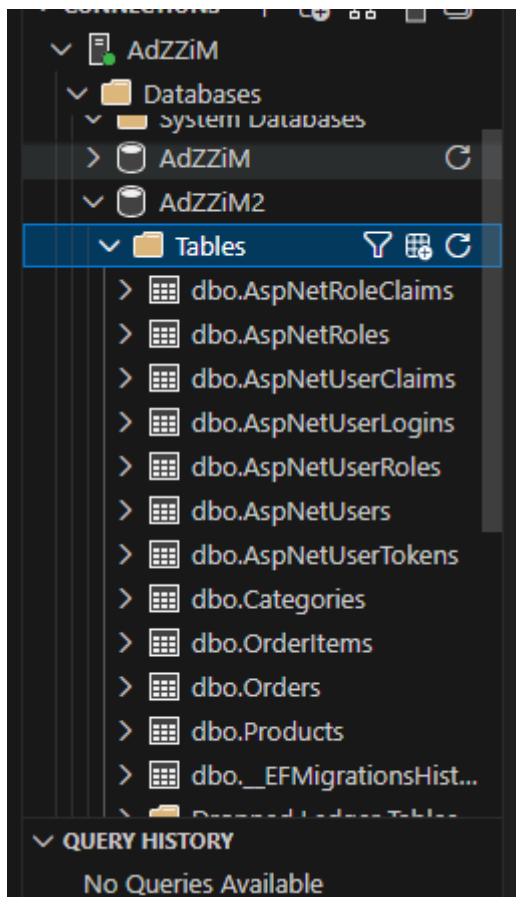 CONNECTIONS
AdZZiM
Databases
System Databases
AdZZiM
AdZZiM2
Tables
dbo.AspNetRoleClaims
dbo.AspNetRoles
dbo.AspNetUserClaims
dbo.AspNetUserLogins
dbo.AspNetUserRoles
dbo.AspNetUsers
dbo.AspNetUserTokens
dbo.Categories
dbo.OrderItems
dbo.Orders
dbo.Products
dbo.__EFMigrationsHist...
Dropped Ledger Tables
QUERY HISTORY
No Queries Available